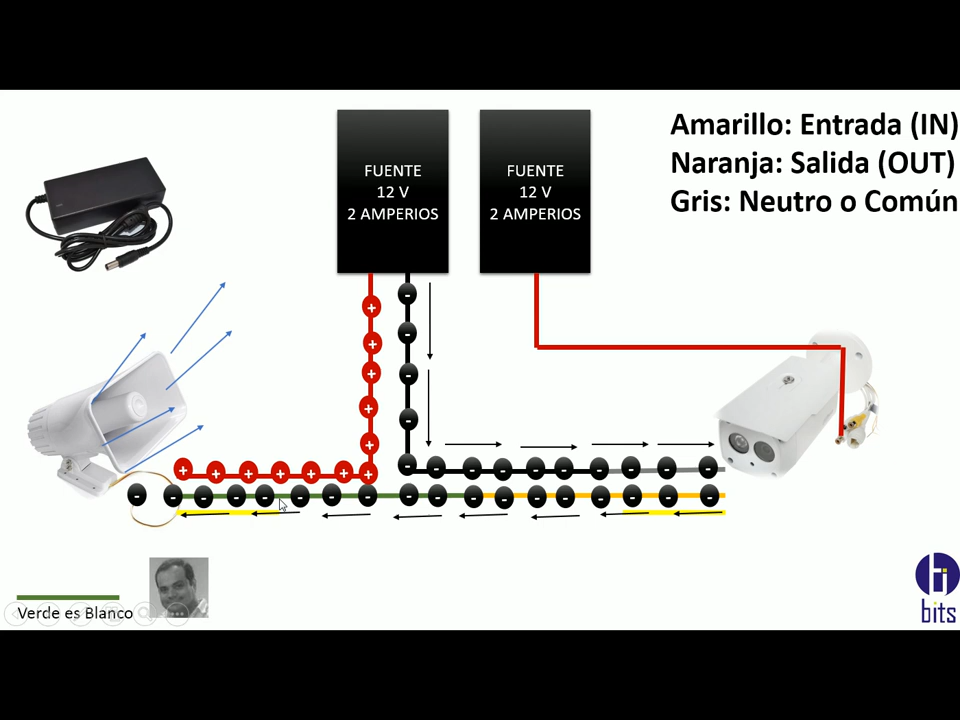 FUENTE
12 V
2 AMPERIOS
FUENTE
12 V
2 AMPERIOS
Amarillo: Entrada (IN)
Naranja: Salida (OUT)
Gris: Neutro o Común
+
+
+
+
+
+ + + + + + +
-
-
-
-
- - - - - - - - -
- - - - - - - - - - - - - - - -
Verde es Blanco
bits